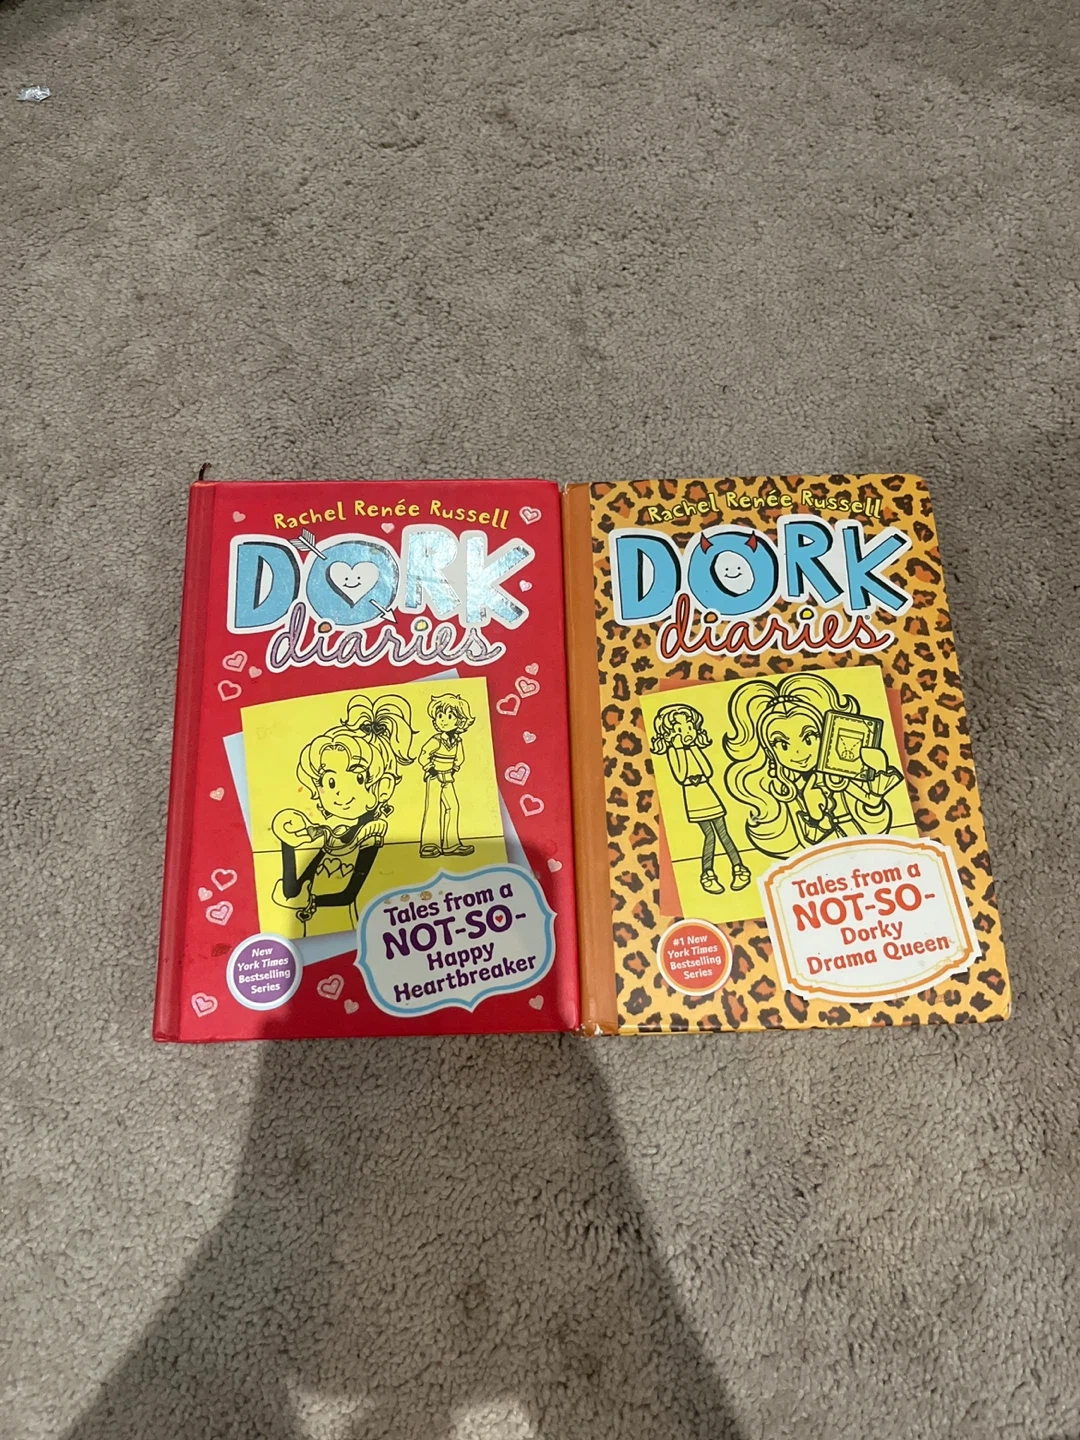 Rachel Renée Russell
DORK
diaries
New
York Times
Bestselling
Series
Tales from a
NOT-SO-
Happy
Heartbreaker
Rachel Renée Russell
DORK
diaries
#1 New
York Times
Bestselling
Series
Tales from a
NOT-SO-
Dorky
Drama Queen